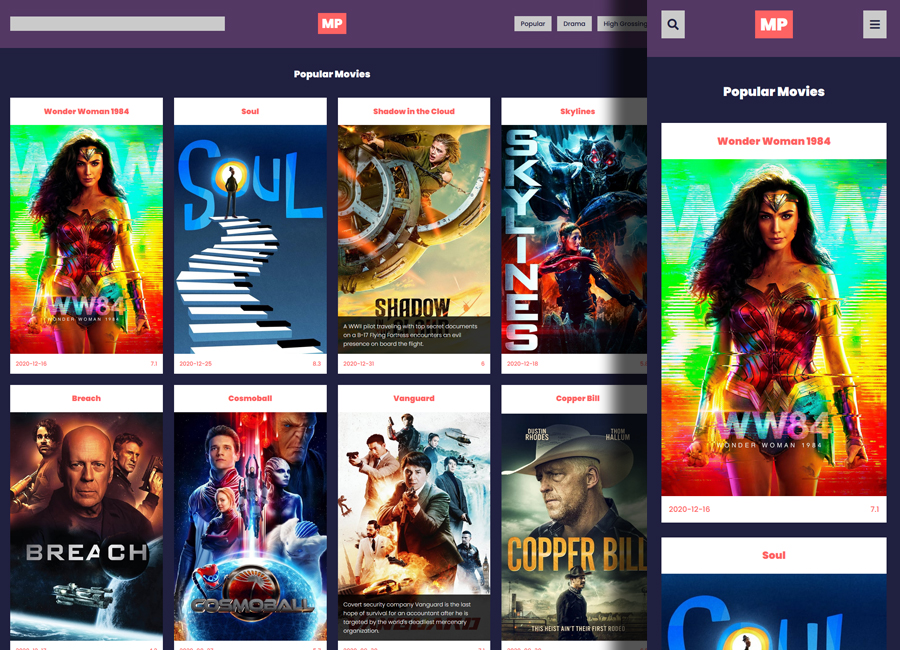 MP
Popular
Drama
High Grossing
Popular Movies
Wonder Woman 1984
Soul
Shadow in the Cloud
Skylines
WW84
WONDER WOMAN 1984
SOUL
SHADOW
A WWII pilot traveling with top secret documents
on a B-17 Flying Fortress encounters an evil
presence on board the flight.
SKYLINES
2020-12-16
7.1
2020-12-25
8.3
2020-12-31
6
2020-12-18
Breach
Cosmoball
Vanguard
Copper Bill
BREACH
COSMOBALL
Covert security company Vanguard is the last
hope of survival for an accountant after he is
targeted by the world's deadliest mercenary
organization.
DUSTIN
RHODES
THOM
HALLUM
COPPER BILL
THIS HEIST AIN'T THEIR FIRST RODEO
MP
Popular Movies
Wonder Woman 1984
WW84
WONDER WOMAN 1984
2020-12-16
7.1
Soul